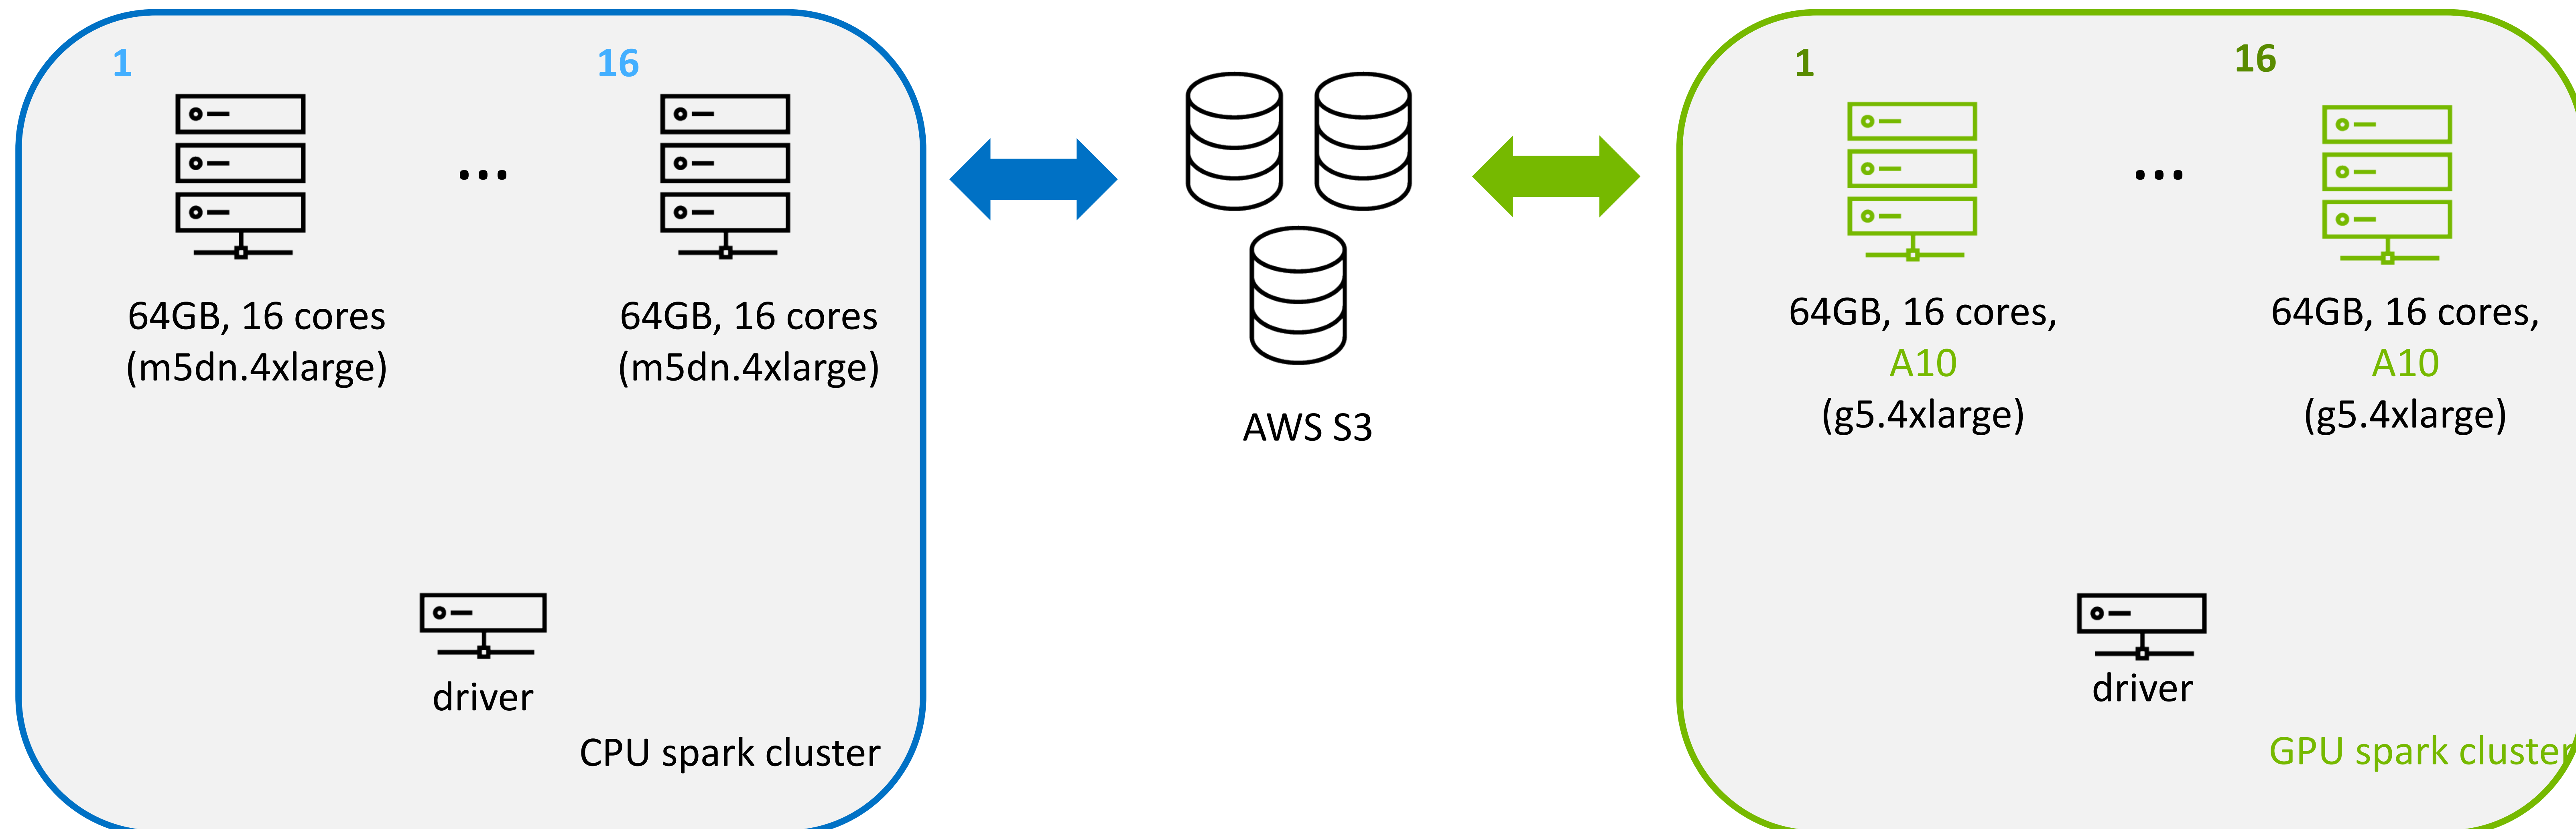 1
16
...
64GB, 16 cores
(m5dn.4xlarge)
64GB, 16 cores
(m5dn.4xlarge)
driver
CPU spark cluster
AWS S3
1
16
...
64GB, 16 cores,
A10
(g5.4xlarge)
64GB, 16 cores,
A10
(g5.4xlarge)
driver
GPU spark cluster